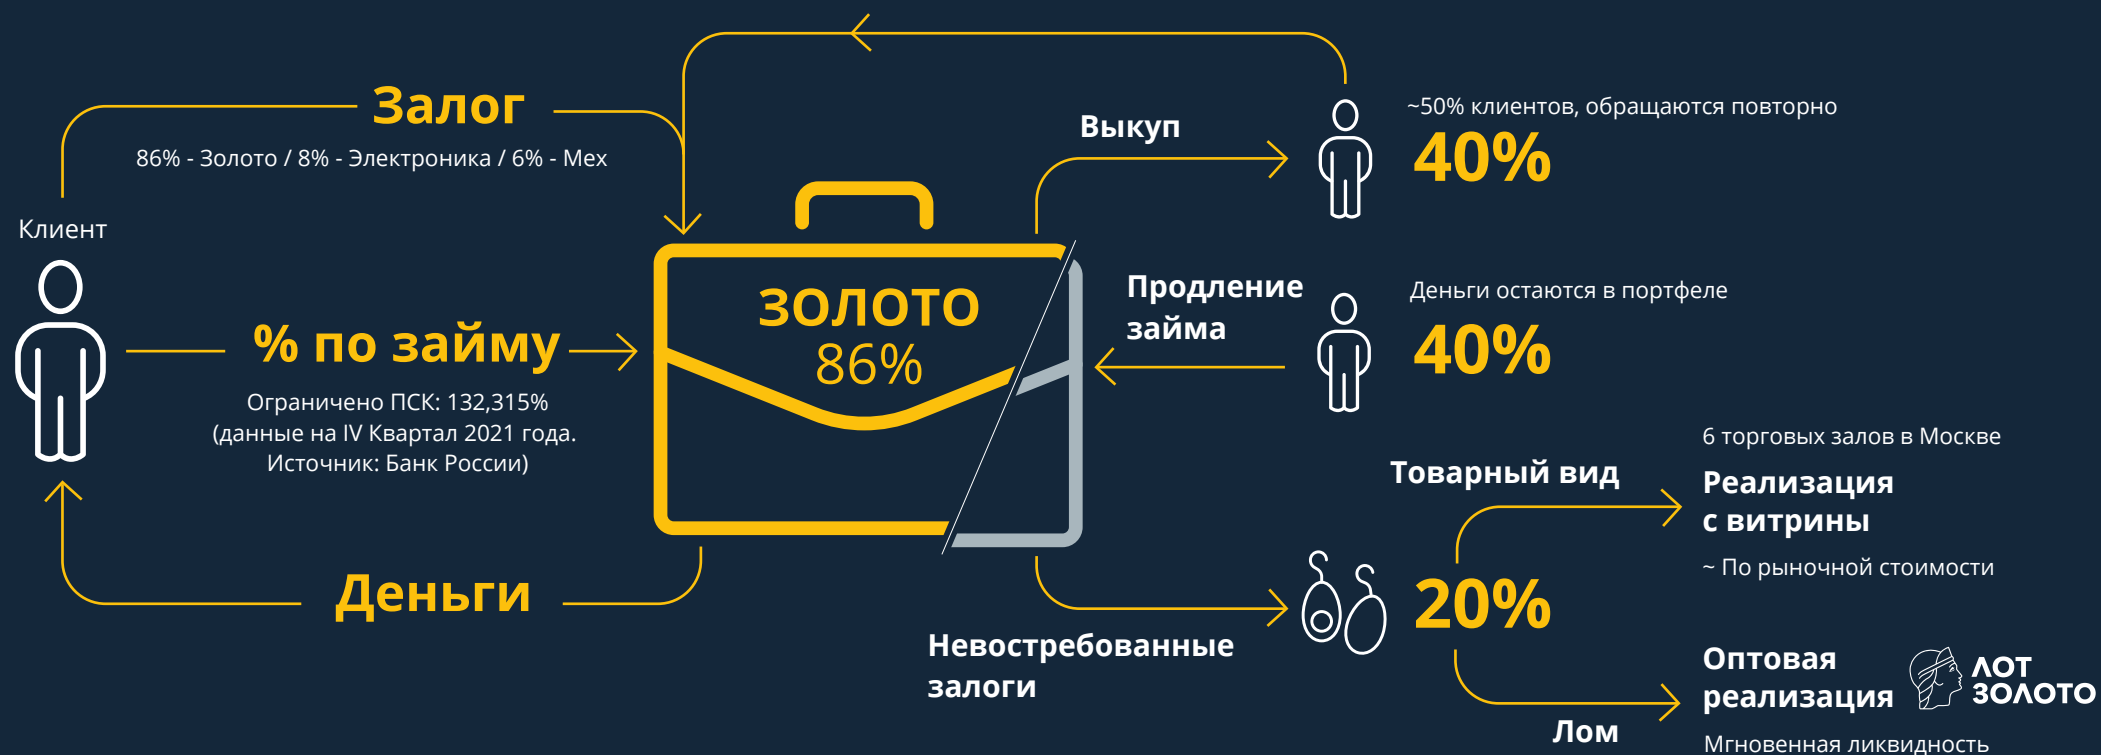 Залог
86% - Золото / 8% - Электроника / 6% - Мех
Клиент
% по займу
Ограничено ПСК: 132,315%
(данные на IV Квартал 2021 года.
Источник: Банк России)
Деньги
ЗОЛОТО
86%
Выкуп
~50% клиентов, обращаются повторно
40%
Продление
займа
Деньги остаются в портфеле
40%
Невостребованные
залоги
20%
Товарный вид
6 торговых залов в Москве
Реализация
с витрины
~ По рыночной стоимости
Лом
Оптовая
реализация
ЛОТ
ЗОЛОТО
Мгновенная ликвидность